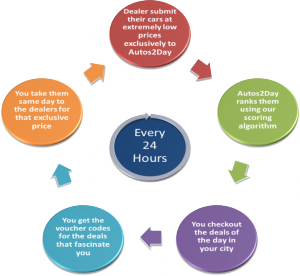 Dealer submit
their cars at
extremely low
prices
exclusively to
Autos2Day
Autos2Day
ranks them
using our
scoring
algorithm
You checkout
the deals of
the day in
your city
You get the
voucher codes
for the deals
that fascinate
you
You take them
same day to
the dealers for
that exclusive
price
Every
24
Hours